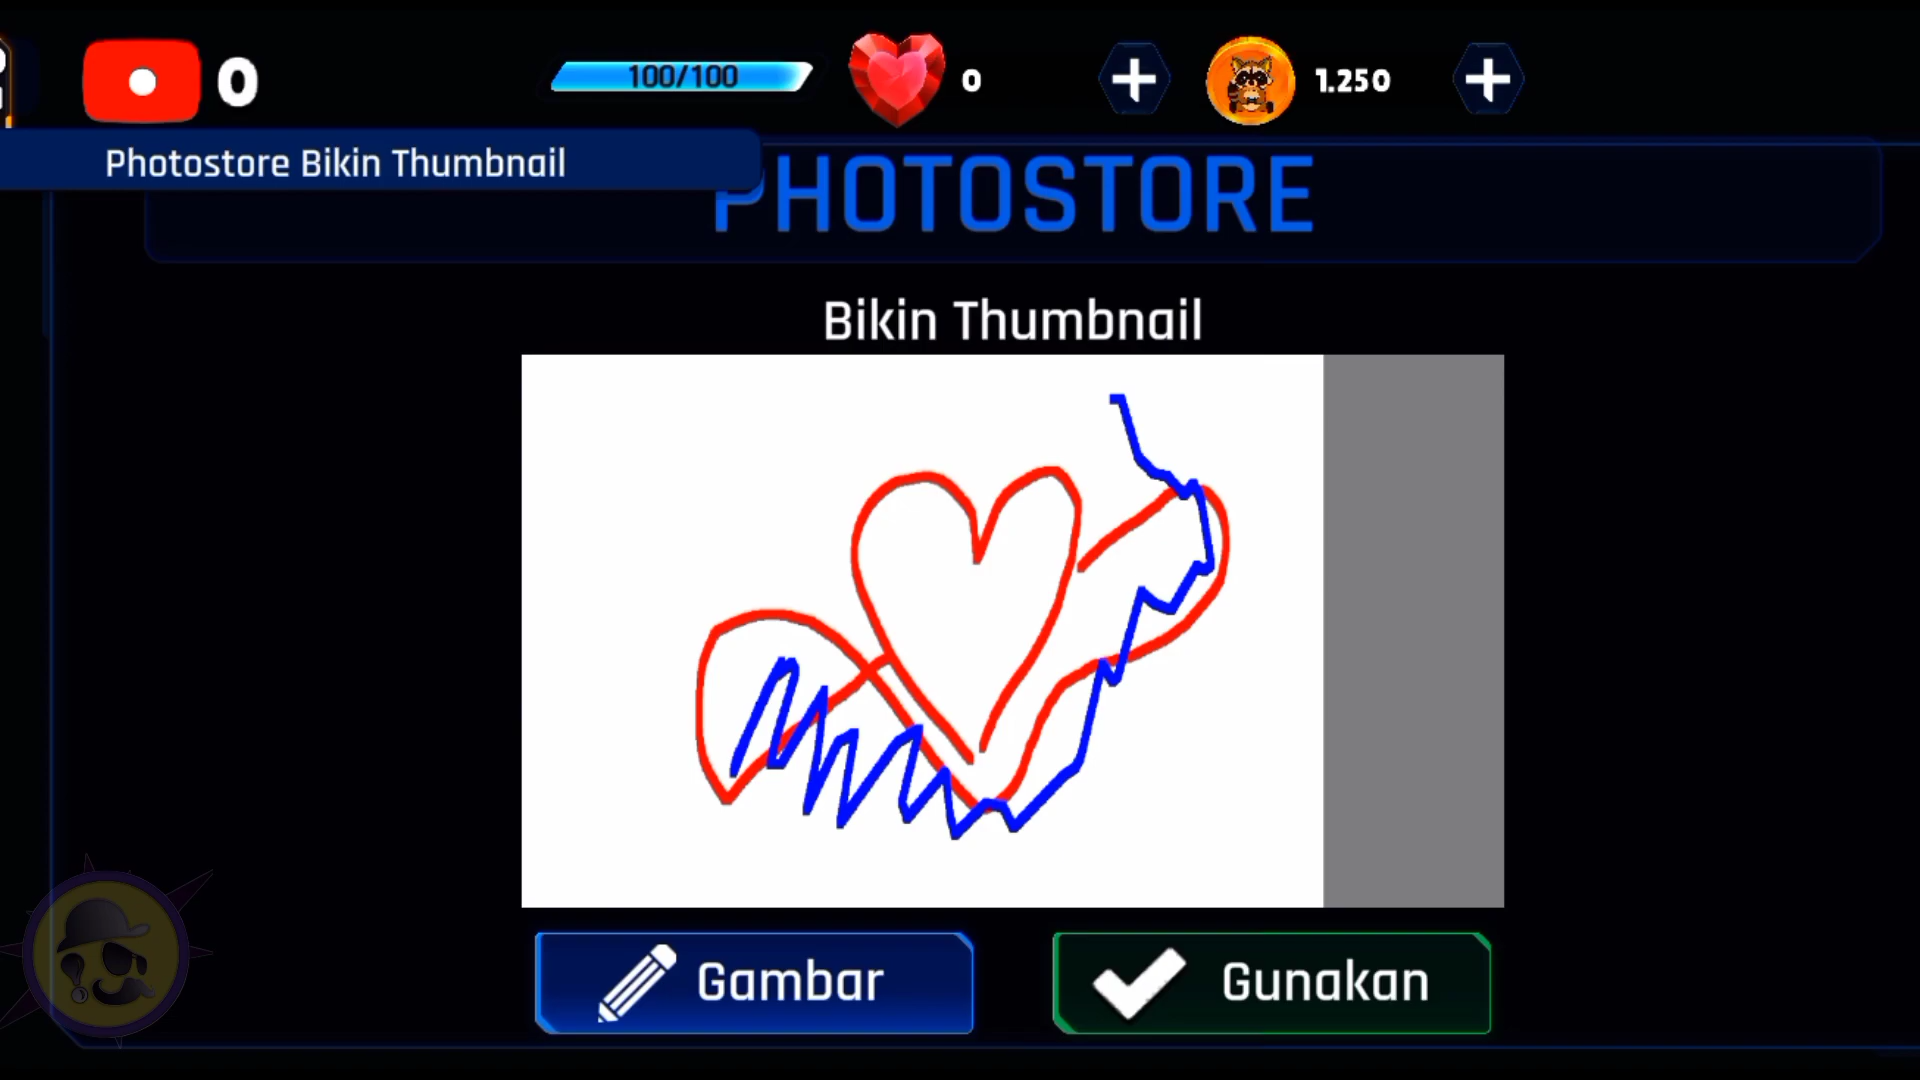 0
100/100
0
1.250
Photostore Bikin Thumbnail
PHOTOSTORE
Bikin Thumbnail
Gambar
Gunakan